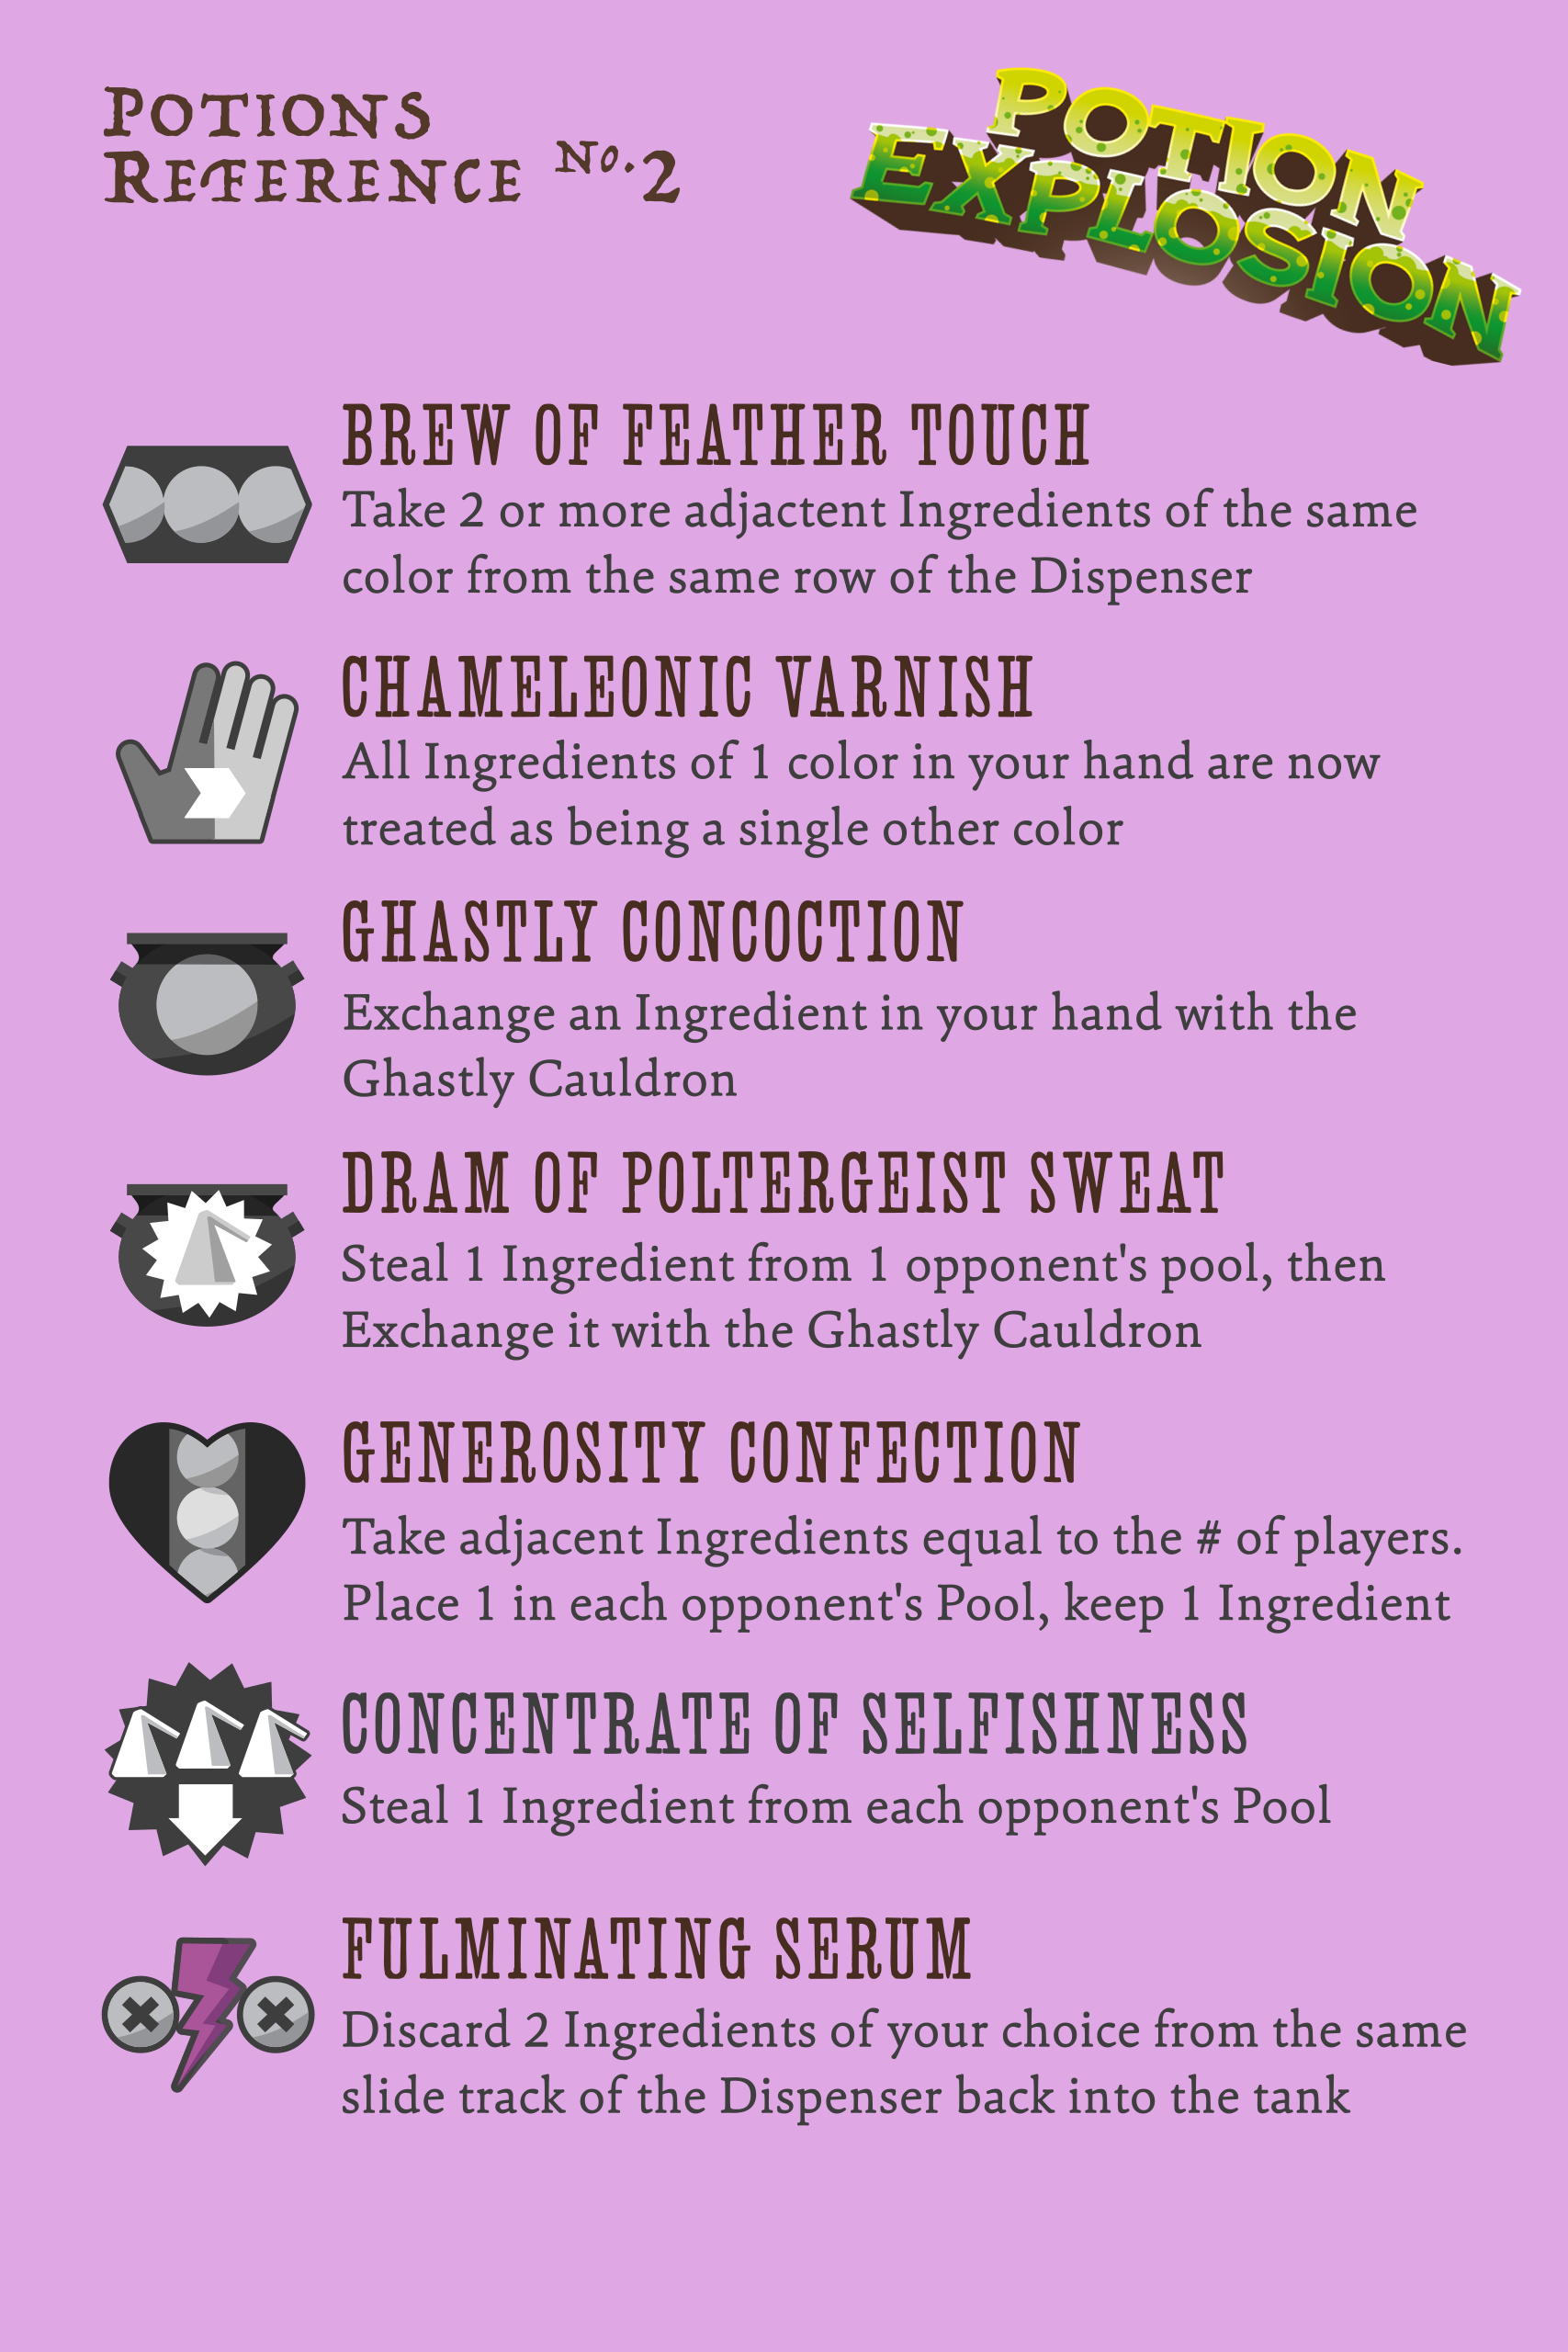 Potions
Reference No.2
POTION
EXPLOSION
BREW OF FEATHER TOUCH
Take 2 or more adjactent Ingredients of the same
color from the same row of the Dispenser
CHAMELEONIC VARNISH
All Ingredients of 1 color in your hand are now
treated as being a single other color
GHASTLY CONCOCTION
Exchange an Ingredient in your hand with the
Ghastly Cauldron
DRAM OF POLTERGEIST SWEAT
Steal 1 Ingredient from 1 opponent's pool, then
Exchange it with the Ghastly Cauldron
GENEROSITY CONFECTION
Take adjacent Ingredients equal to the # of players.
Place 1 in each opponent's Pool, keep 1 Ingredient
CONCENTRATE OF SELFISHNESS
Steal 1 Ingredient from each opponent's Pool
FULMINATING SERUM
Discard 2 Ingredients of your choice from the same
slide track of the Dispenser back into the tank